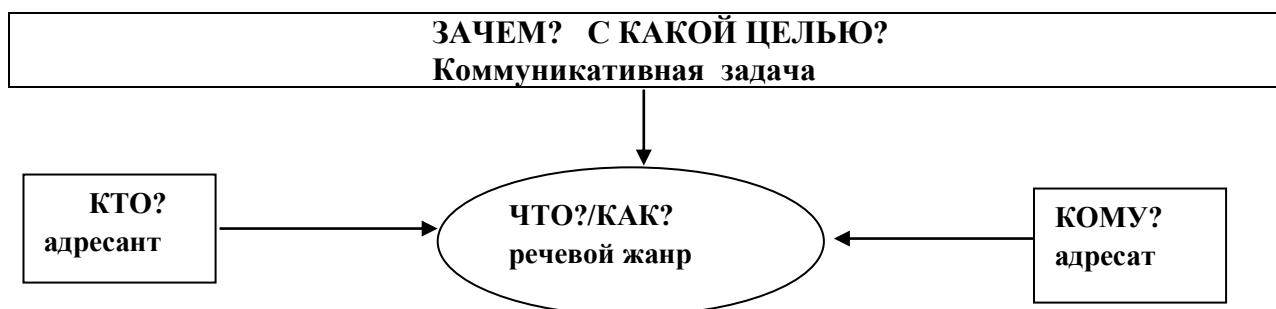 ЗАЧЕМ? С КАКОЙ ЦЕЛЬЮ?
Коммуникативная задача
КТО?
адресант
ЧТО?/КАК?
речевой жанр
КОМУ?
адресат